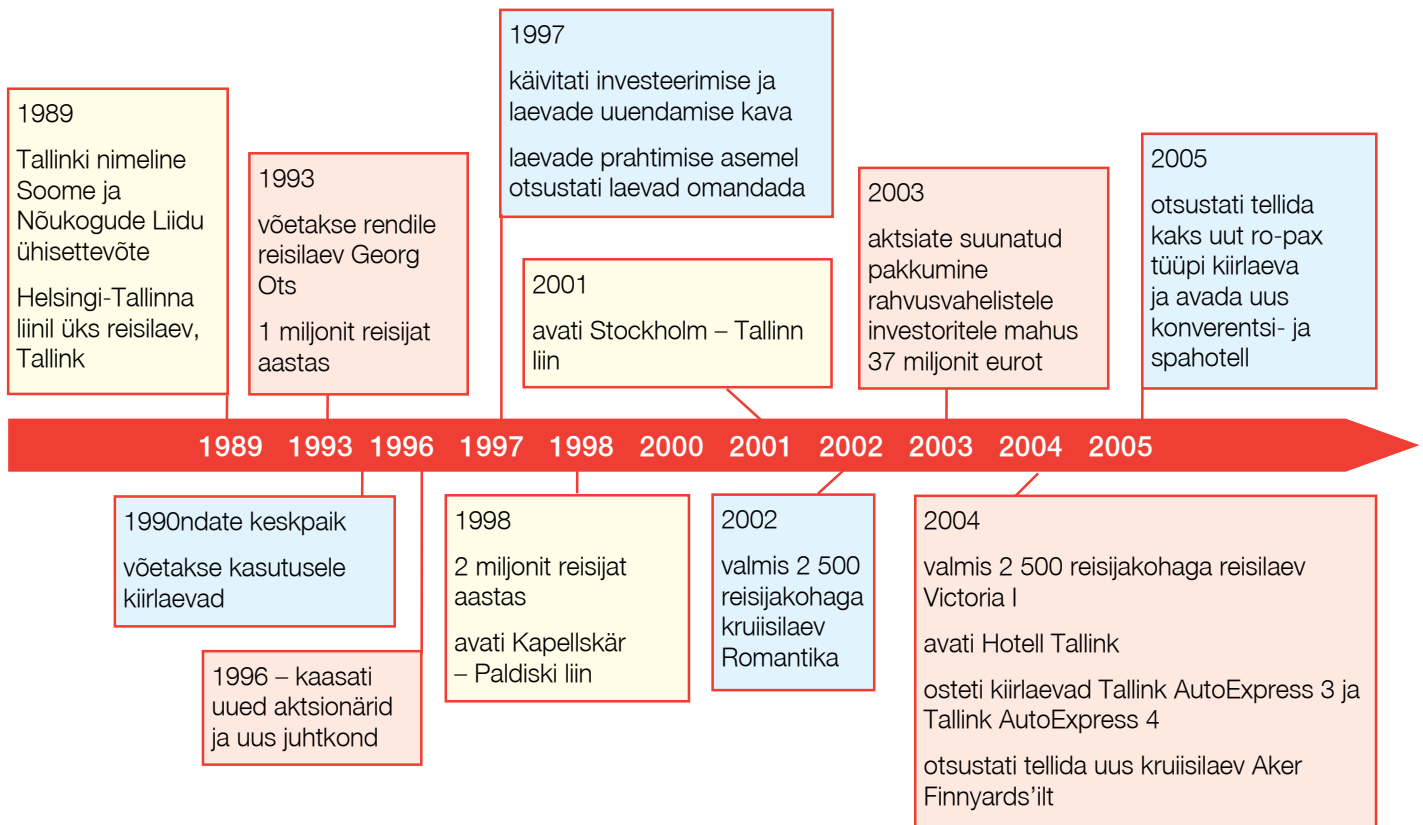 1989
Tallinki nimeline
Soome ja
Nõukogude Liidu
ühisettevõte
Helsingi-Tallinna
liinil üks reisilaev,
Tallink
1993
võetakse rendile
reisilaev Georg
Ots
1 miljonit reisijat
aastas
1997
käivitati investeerimise ja
laevade uuendamise kava
laevade prahtimise asemel
otsustati laevad omandada
2001
avati Stockholm – Tallinn
liin
2003
aktsiate suunatud
pakkumine
rahvusvahelistele
investoritele mahus
37 miljonit eurot
2005
otsustati tellida
kaks uut ro-pax
tüüpi kiirlaeva
ja avada uus
konverentsi- ja
spahotell
1989 1993 1996 1997 1998 2000 2001 2002 2003 2004 2005
1990ndate keskpaik
võetakse kasutusele
kiirlaevad
1996 – kaasati
uued aktsionärid
ja uus juhtkond
1998
2 miljonit reisijat
aastas
avati Kapellskär
– Paldiski liin
2002
valmis 2 500
reisijakohaga
kruiisilaev
Romantika
2004
valmis 2 500 reisijakohaga reisilaev
Victoria I
avati Hotell Tallink
osteti kiirlaevad Tallink AutoExpress 3 ja
Tallink AutoExpress 4
otsustati tellida uus kruiisilaev Aker
Finnyards’ilt